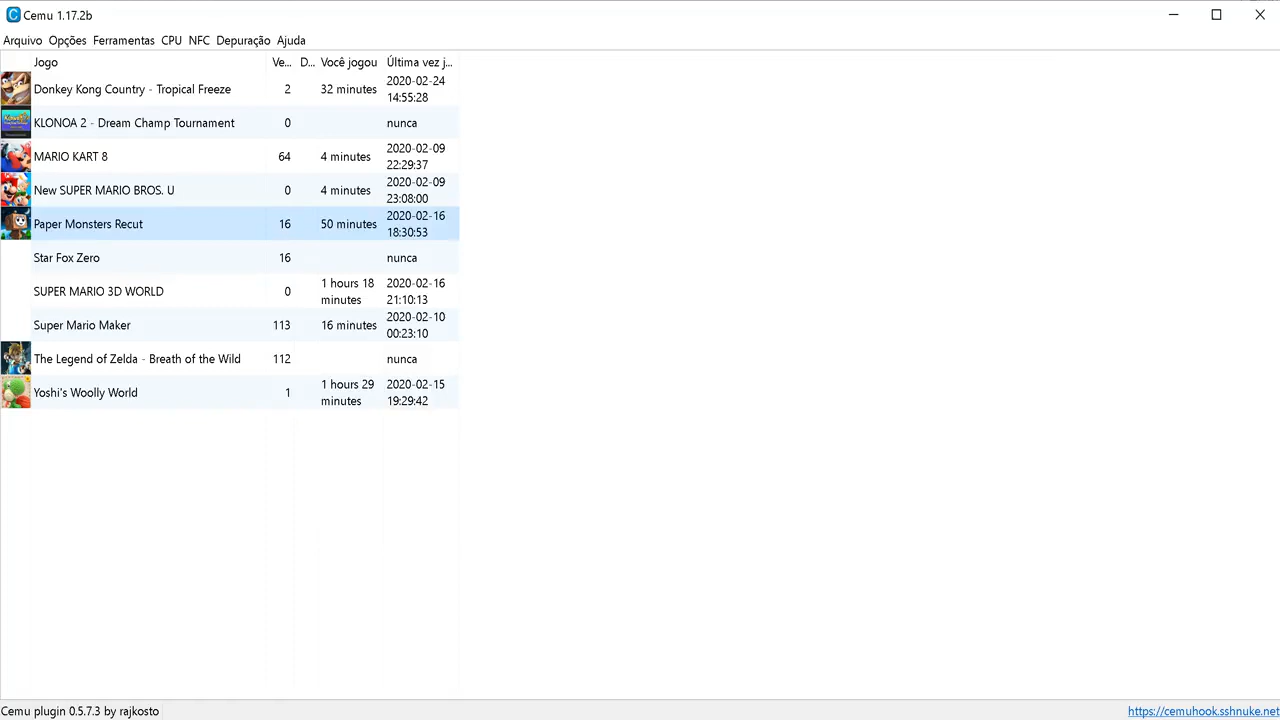 Cemu 1.17.2b
Arquivo Opções Ferramentas CPU NFC Depuração Ajuda
Jogo Ve... D... Você jogou Última vez j...
Donkey Kong Country - Tropical Freeze 2 32 minutes 2020-02-24 14:55:28
KLONOA 2 - Dream Champ Tournament 0 nunca
MARIO KART 8 64 4 minutes 2020-02-09 22:29:37
New SUPER MARIO BROS. U 0 4 minutes 2020-02-09 23:08:00
Paper Monsters Recut 16 50 minutes 2020-02-16 18:30:53
Star Fox Zero 16 nunca
SUPER MARIO 3D WORLD 0 1 hours 18 minutes 2020-02-16 21:10:13
Super Mario Maker 113 16 minutes 2020-02-10 00:23:10
The Legend of Zelda - Breath of the Wild 112 nunca
Yoshi's Woolly World 1 1 hours 29 minutes 2020-02-15 19:29:42
Cemu plugin 0.5.7.3 by rajkosto https://cemuhook.sshnuke.net